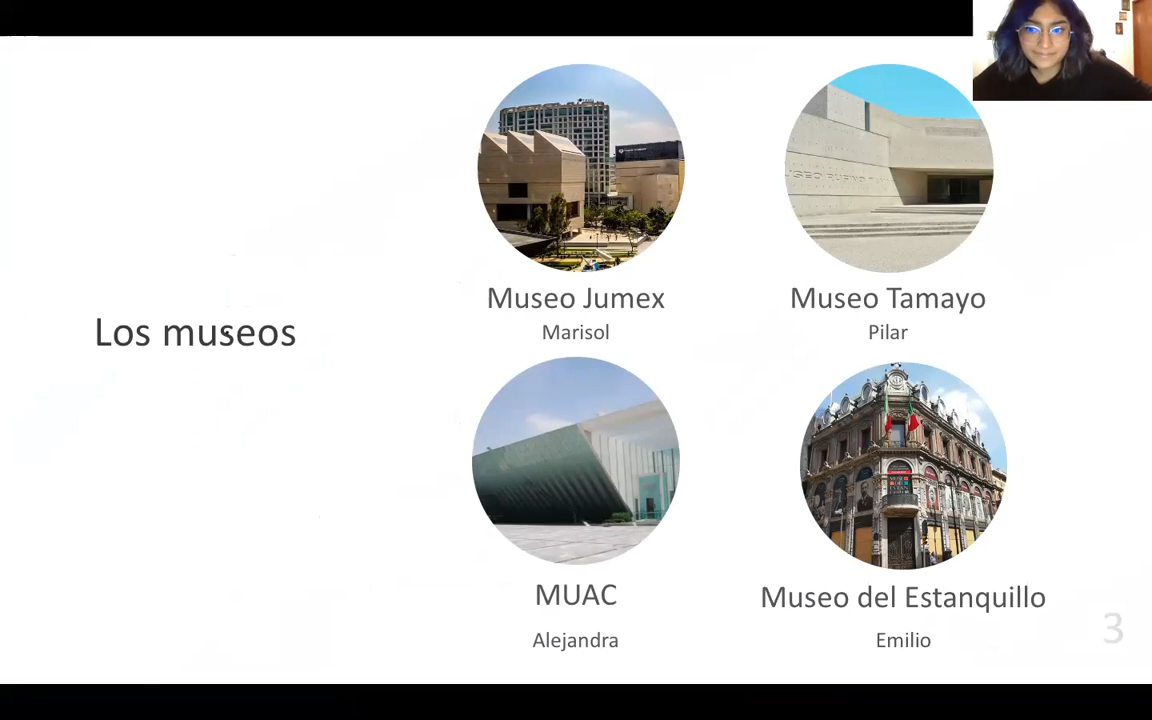 Los museos
Museo Jumex
Marisol
Museo Tamayo
Pilar
MUAC
Alejandra
Museo del Estanquillo
Emilio
3